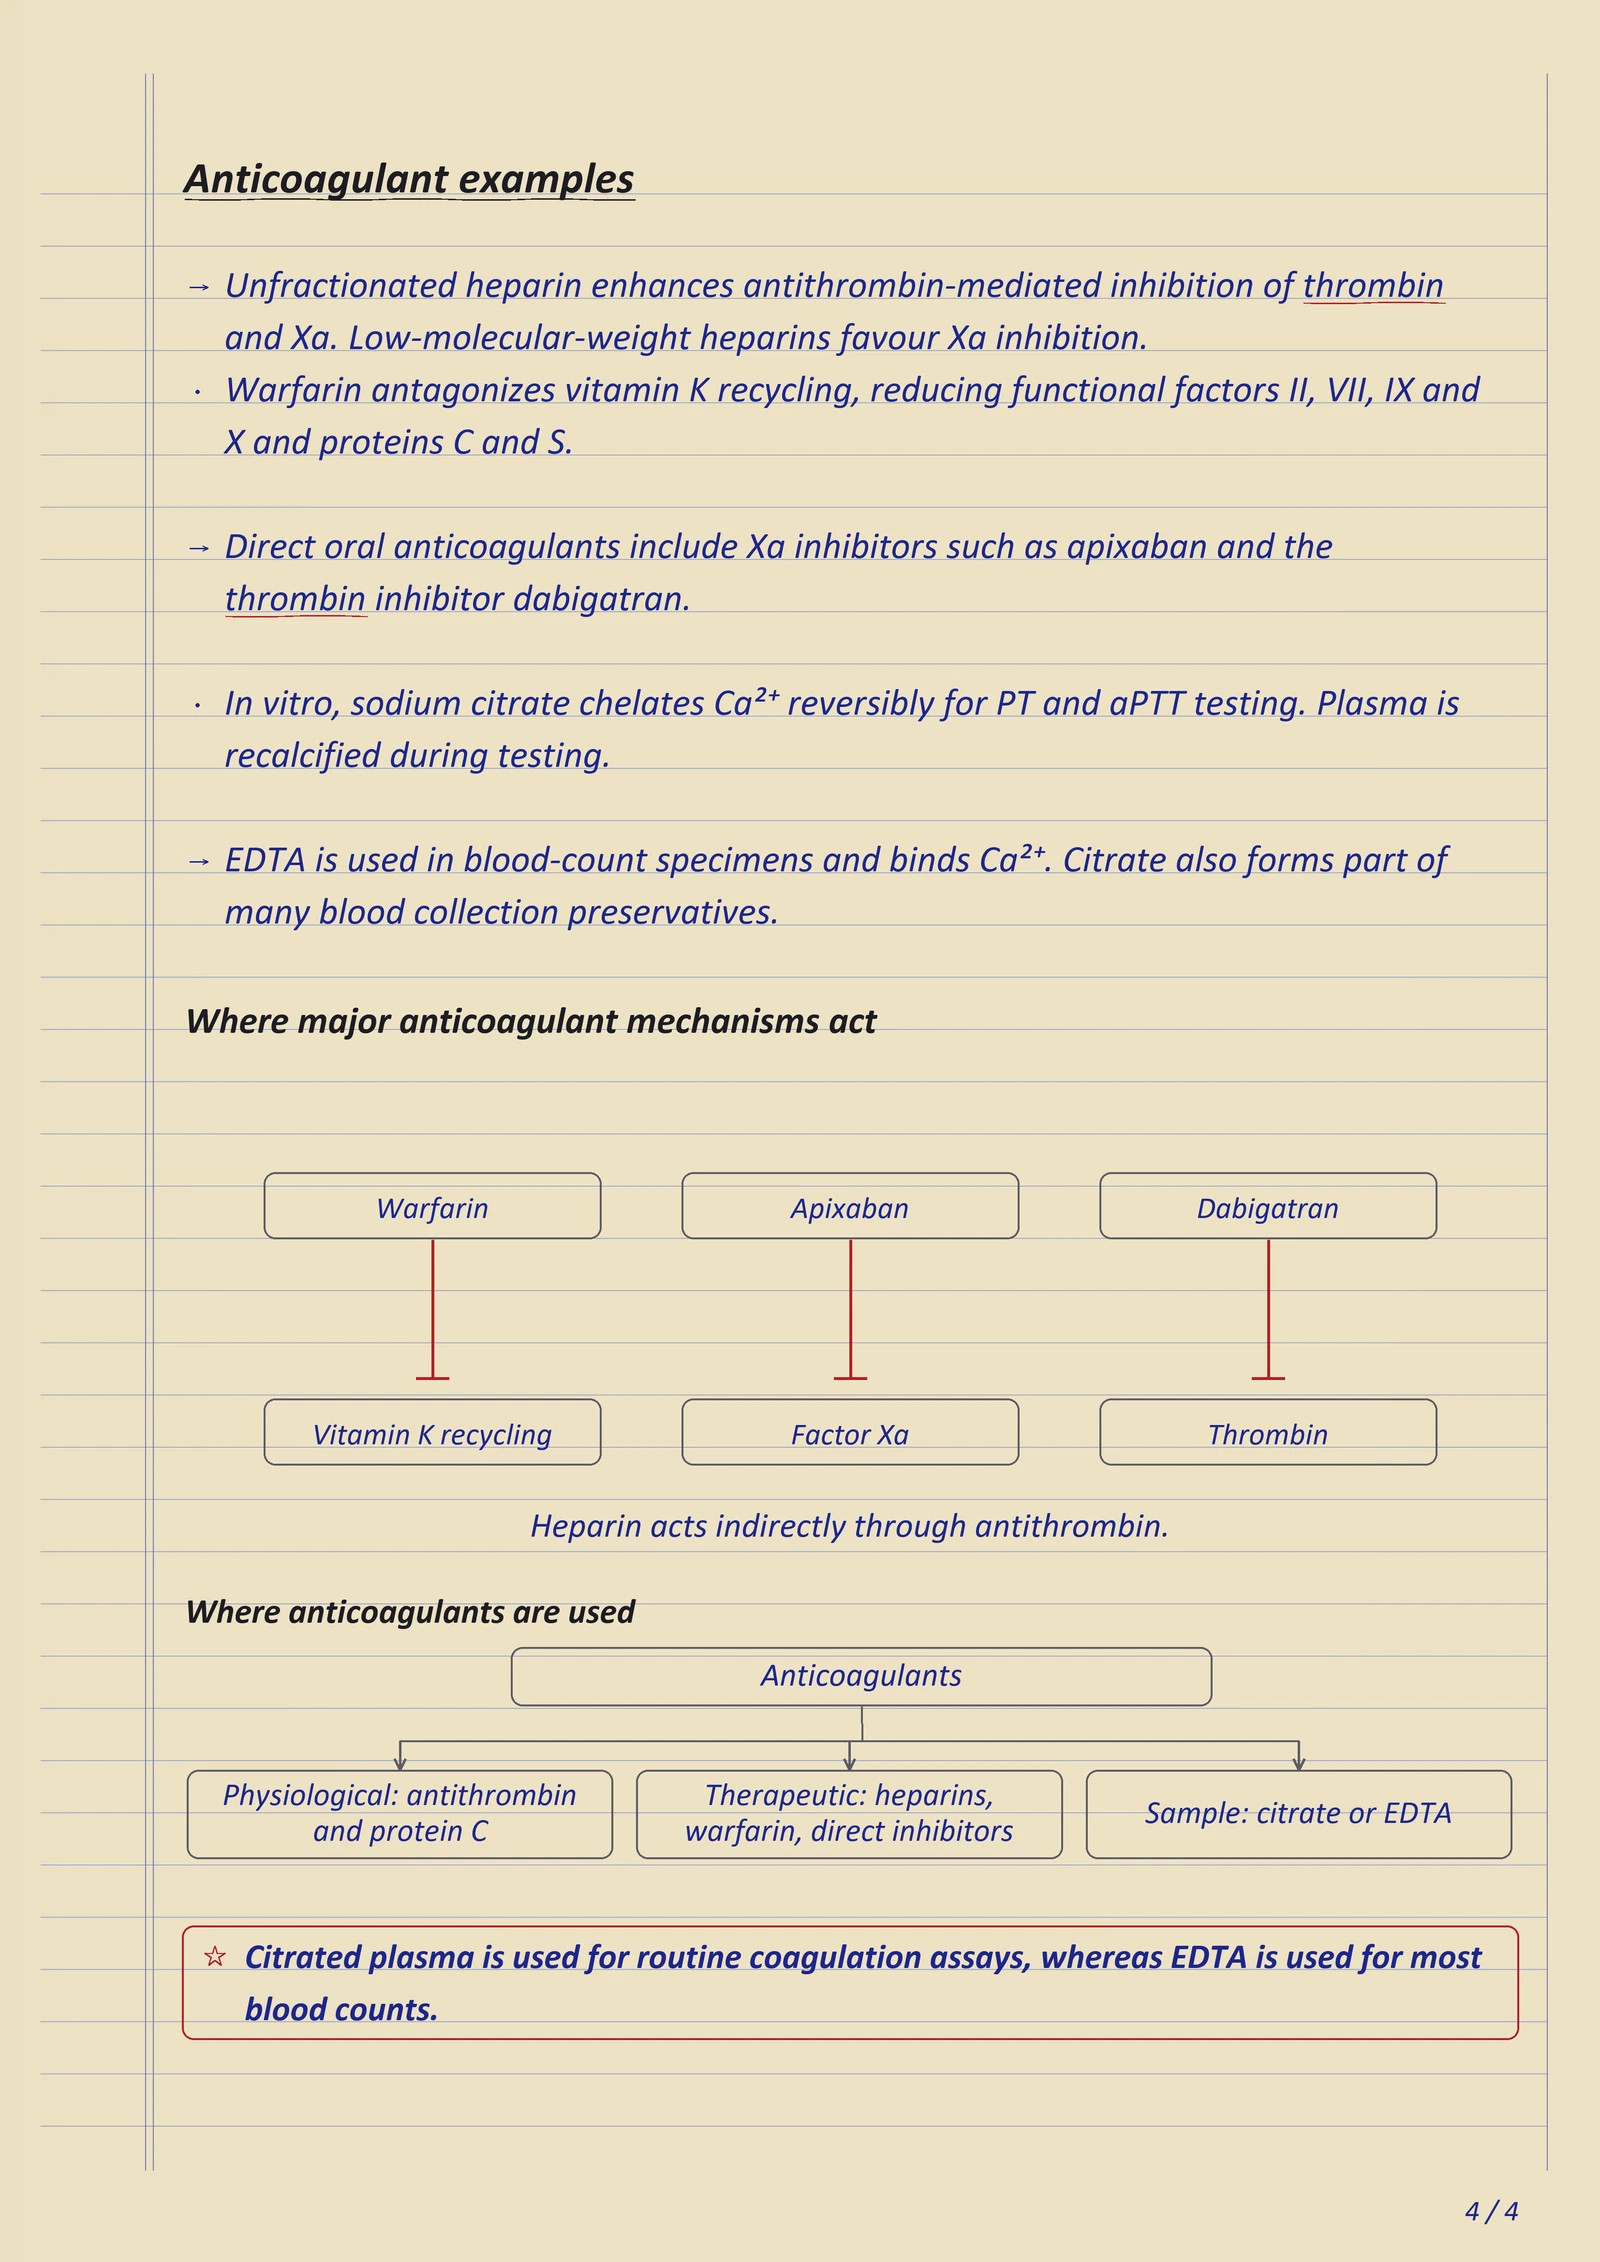 Anticoagulant examples
→ Unfractionated heparin enhances antithrombin-mediated inhibition of thrombin
and Xa. Low-molecular-weight heparins favour Xa inhibition.
· Warfarin antagonizes vitamin K recycling, reducing functional factors II, VII, IX and
X and proteins C and S.
→ Direct oral anticoagulants include Xa inhibitors such as apixaban and the
thrombin inhibitor dabigatran.
· In vitro, sodium citrate chelates Ca²⁺ reversibly for PT and aPTT testing. Plasma is
recalcified during testing.
→ EDTA is used in blood-count specimens and binds Ca²⁺. Citrate also forms part of
many blood collection preservatives.
Where major anticoagulant mechanisms act
Warfarin
Apixaban
Dabigatran
Vitamin K recycling
Factor Xa
Thrombin
Heparin acts indirectly through antithrombin.
Where anticoagulants are used
Anticoagulants
Physiological: antithrombin
and protein C
Therapeutic: heparins,
warfarin, direct inhibitors
Sample: citrate or EDTA
☆ Citrated plasma is used for routine coagulation assays, whereas EDTA is used for most
blood counts.
4 / 4